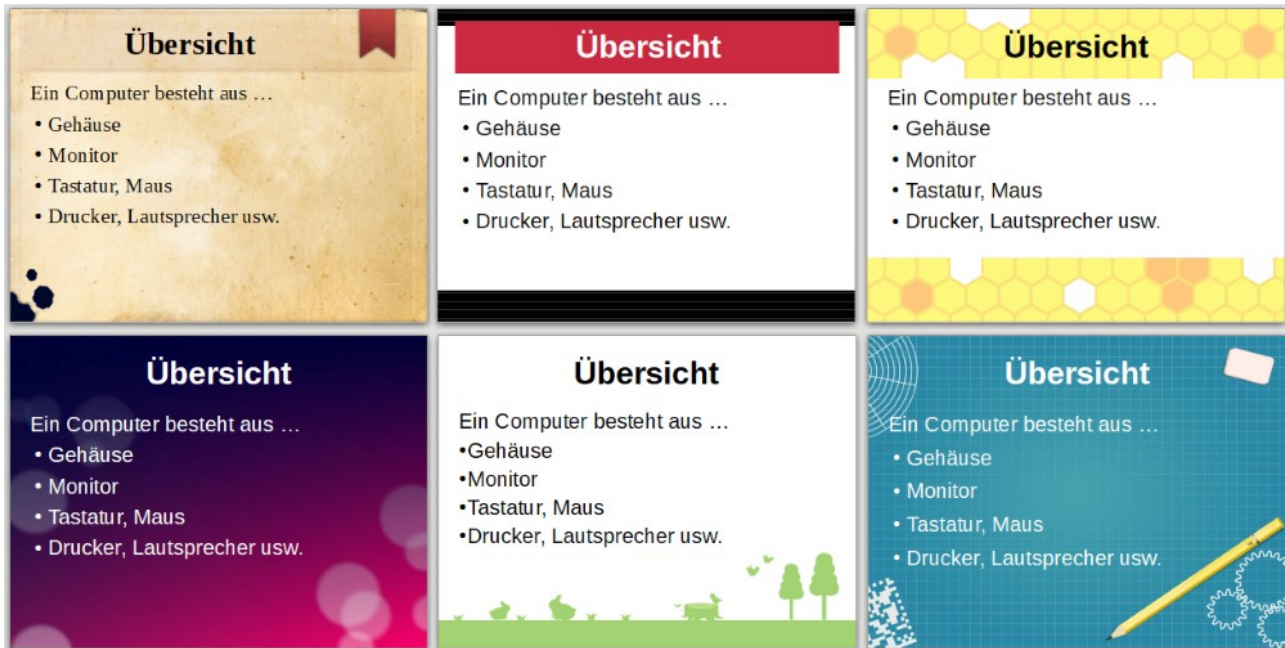 Übersicht
Ein Computer besteht aus …
• Gehäuse
• Monitor
• Tastatur, Maus
• Drucker, Lautsprecher usw.
Übersicht
Ein Computer besteht aus …
• Gehäuse
• Monitor
• Tastatur, Maus
• Drucker, Lautsprecher usw.
Übersicht
Ein Computer besteht aus …
• Gehäuse
• Monitor
• Tastatur, Maus
• Drucker, Lautsprecher usw.
Übersicht
Ein Computer besteht aus …
• Gehäuse
• Monitor
• Tastatur, Maus
• Drucker, Lautsprecher usw.
Übersicht
Ein Computer besteht aus …
•Gehäuse
•Monitor
•Tastatur, Maus
•Drucker, Lautsprecher usw.
Übersicht
Ein Computer besteht aus …
• Gehäuse
• Monitor
• Tastatur, Maus
• Drucker, Lautsprecher usw.